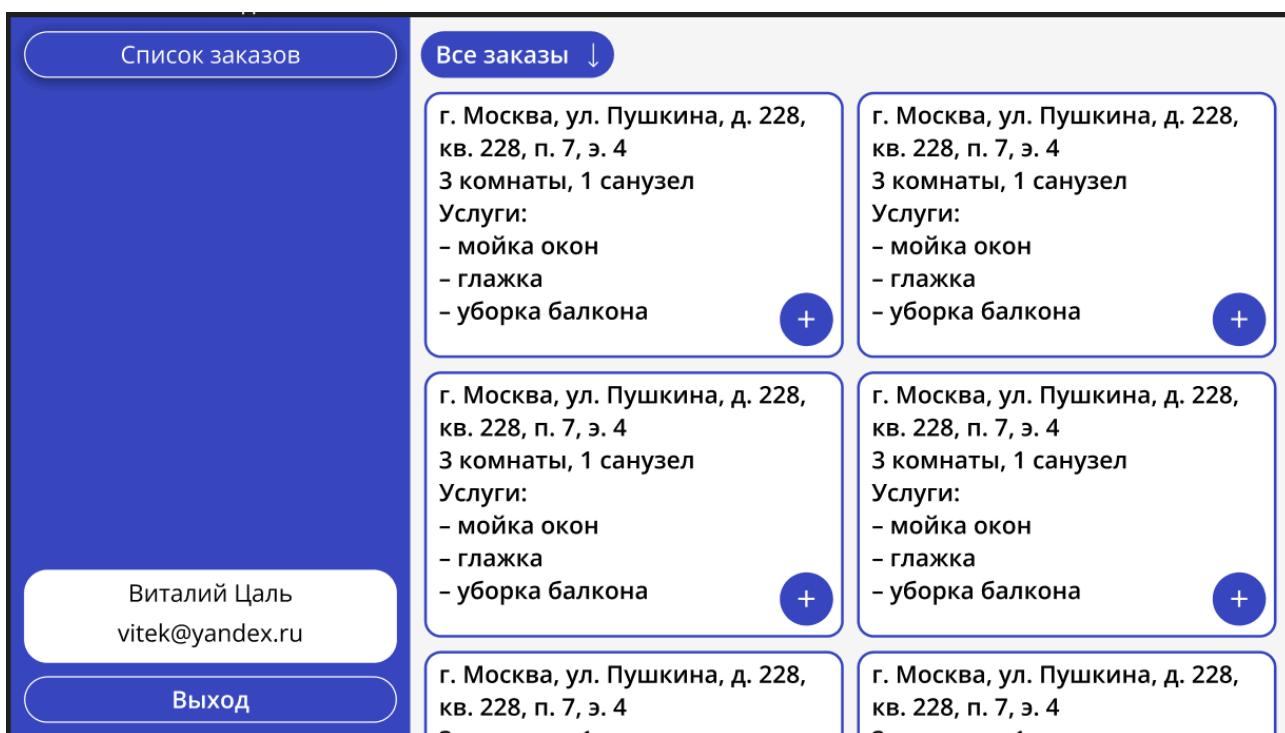 Список заказов
Все заказы ↓
г. Москва, ул. Пушкина, д. 228,
кв. 228, п. 7, э. 4
3 комнаты, 1 санузел
Услуги:
– мойка окон
– глажка
– уборка балкона
+
г. Москва, ул. Пушкина, д. 228,
кв. 228, п. 7, э. 4
3 комнаты, 1 санузел
Услуги:
– мойка окон
– глажка
– уборка балкона
+
г. Москва, ул. Пушкина, д. 228,
кв. 228, п. 7, э. 4
3 комнаты, 1 санузел
Услуги:
– мойка окон
– глажка
– уборка балкона
+
г. Москва, ул. Пушкина, д. 228,
кв. 228, п. 7, э. 4
3 комнаты, 1 санузел
Услуги:
– мойка окон
– глажка
– уборка балкона
+
г. Москва, ул. Пушкина, д. 228,
кв. 228, п. 7, э. 4
г. Москва, ул. Пушкина, д. 228,
кв. 228, п. 7, э. 4
Виталий Цаль
vitek@yandex.ru
Выход